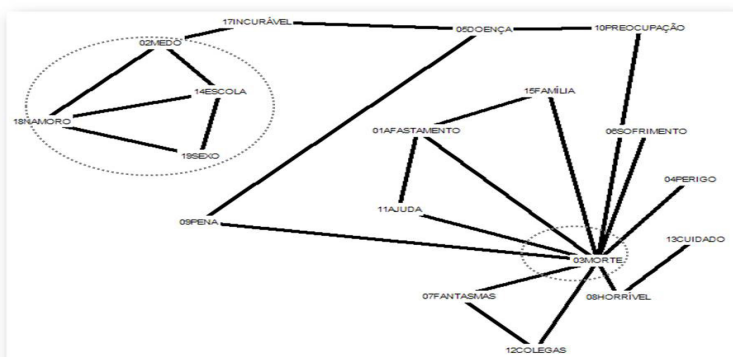 17INCURÁVEL
05DOENÇA
10PREOCUPAÇÃO
02MEDO
14ESCOLA
15FAMÍLIA
18NAMORO
01AFASTAMENTO
06SOFRIMENTO
19SEXO
04PERIGO
11AJUDA
09PENA
13CUIDADO
03MORTE
07FANTASMAS
08HORRÍVEL
12COLEGAS